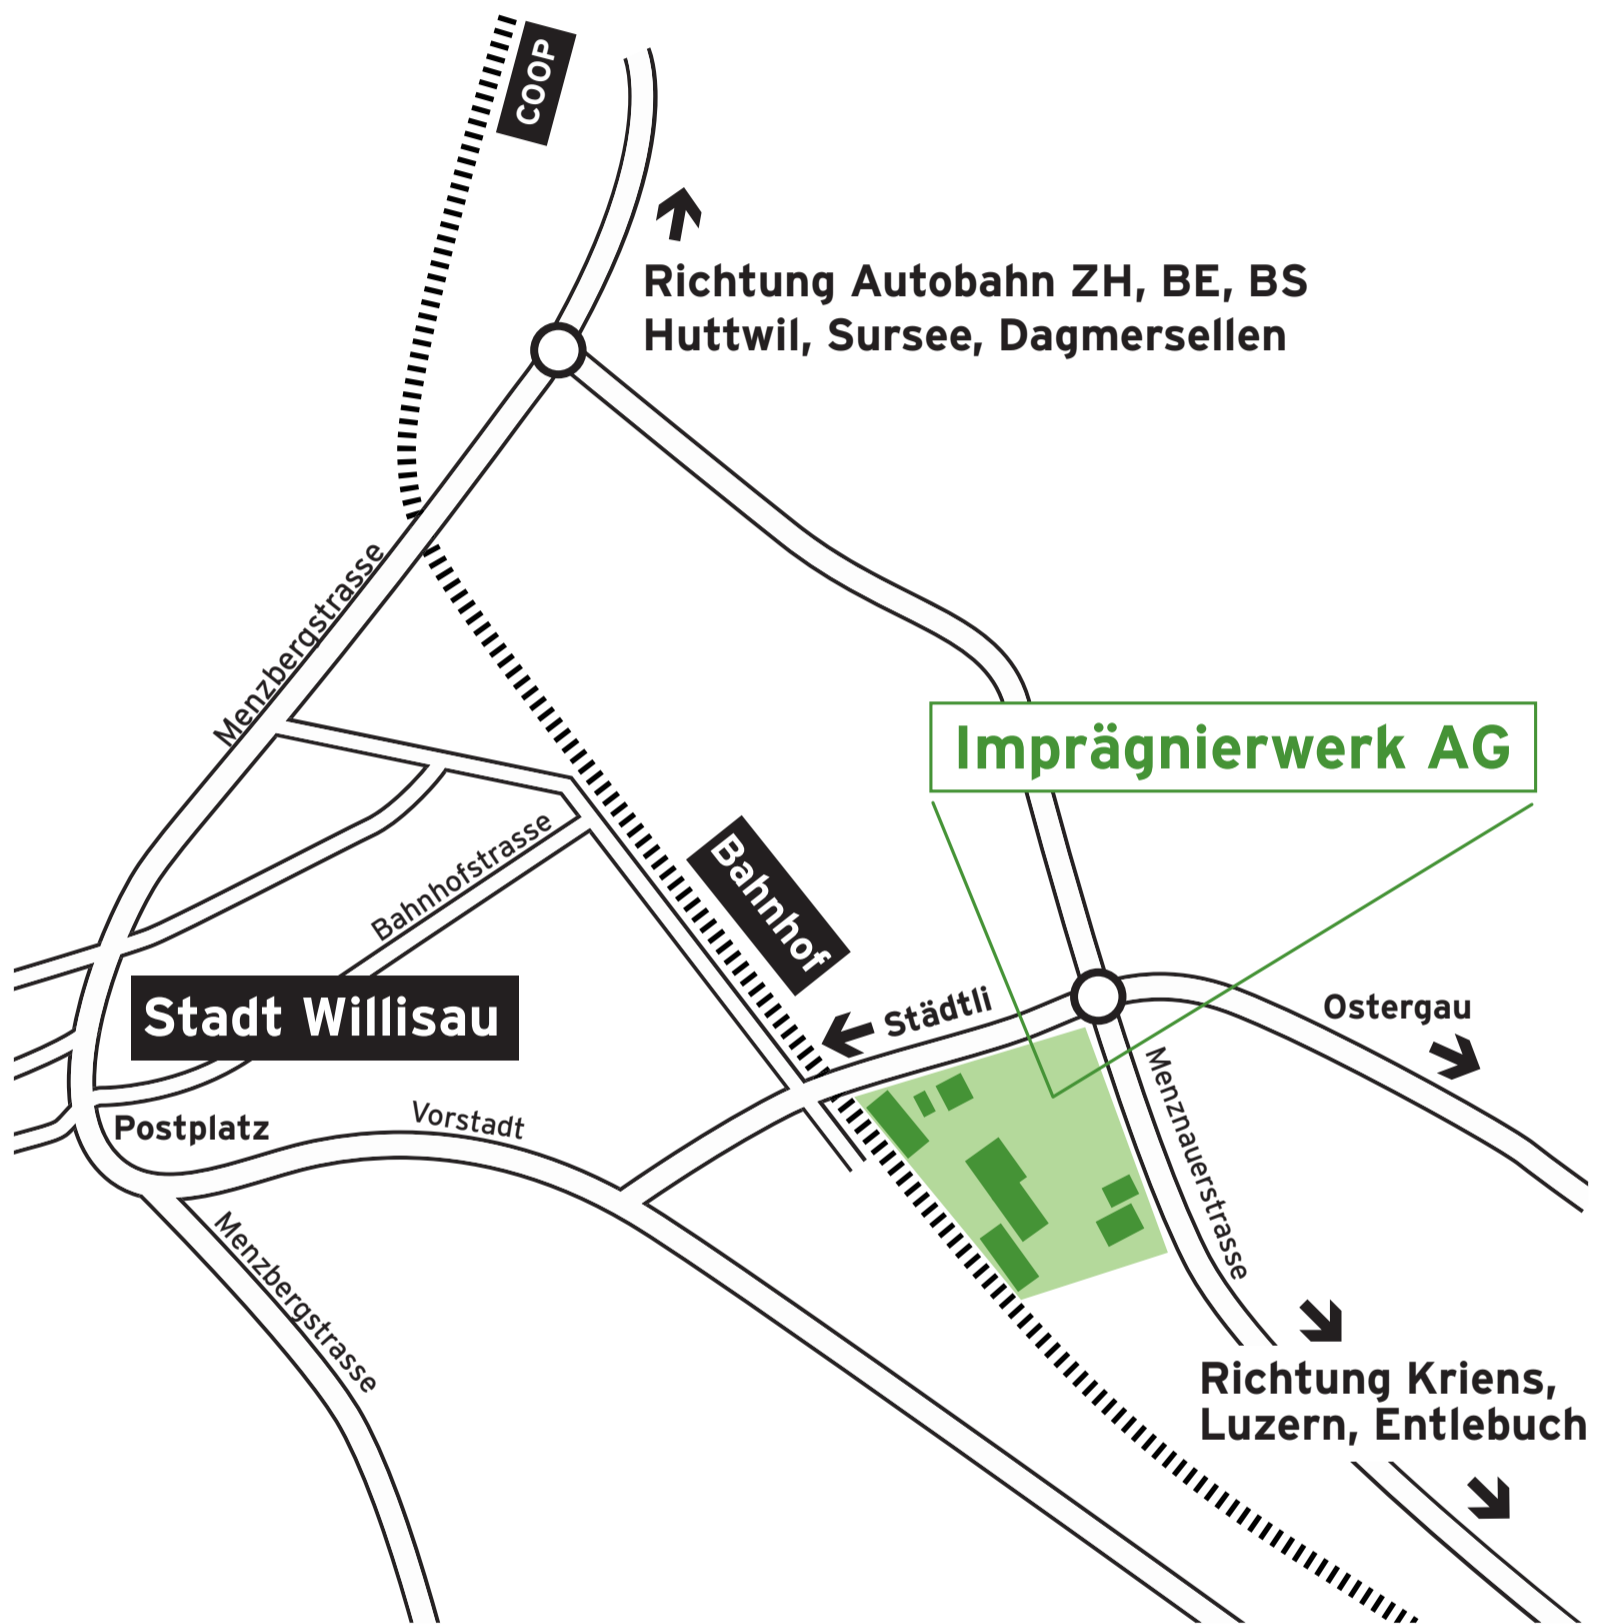 COOP
Richtung Autobahn ZH, BE, BS
Huttwil, Sursee, Dagmersellen
Menzbergstrasse
Imprägnierwerk AG
Bahnhofstrasse
Bahnhof
Stadt Willisau
Städtli
Ostergau
Postplatz
Vorstadt
Menznauerstrasse
Menzbergstrasse
Richtung Kriens,
Luzern, Entlebuch